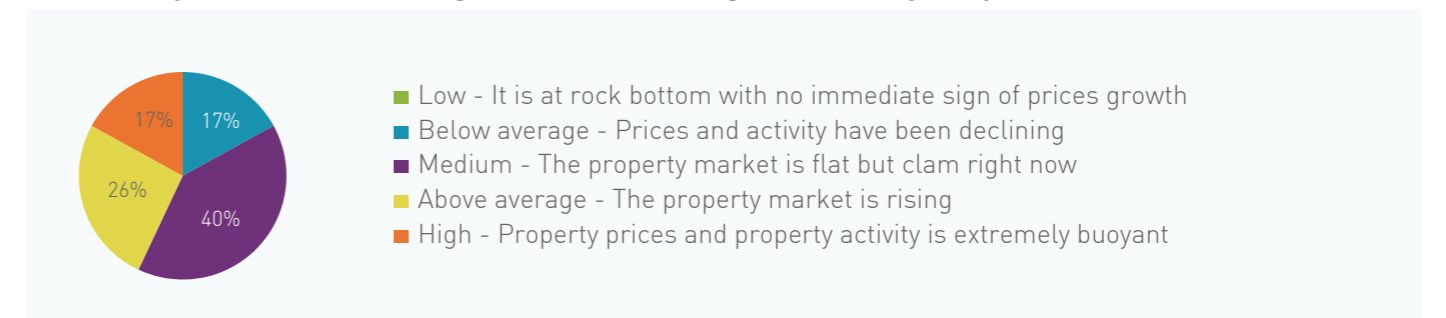 17%
17%
26%
40%
Low - It is at rock bottom with no immediate sign of prices growth
Below average - Prices and activity have been declining
Medium - The property market is flat but clam right now
Above average - The property market is rising
High - Property prices and property activity is extremely buoyant